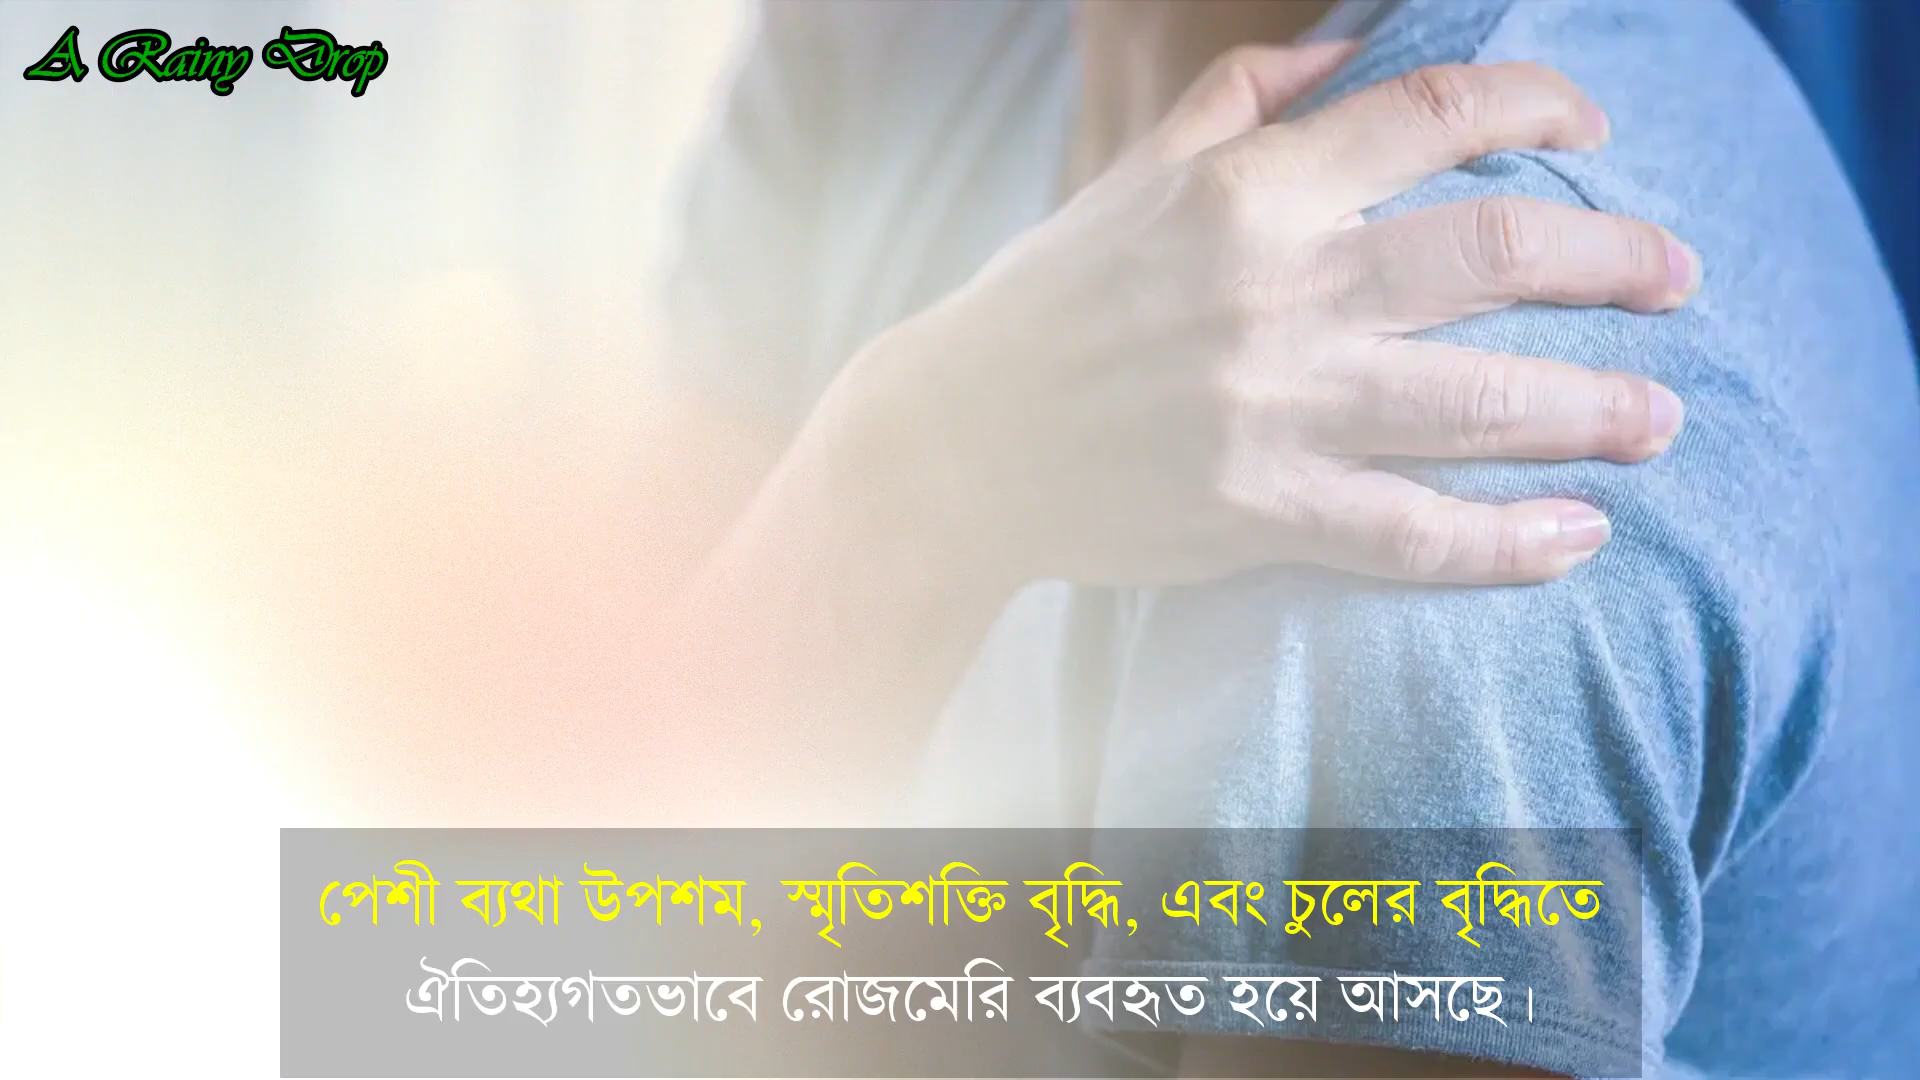 A Rainy Drop
পেশী ব্যথা উপশম, স্মৃতিশক্তি বৃদ্ধি, এবং চুলের বৃদ্ধিতে
ঐতিহ্যগতভাবে রোজমেরি ব্যবহৃত হয়ে আসছে।